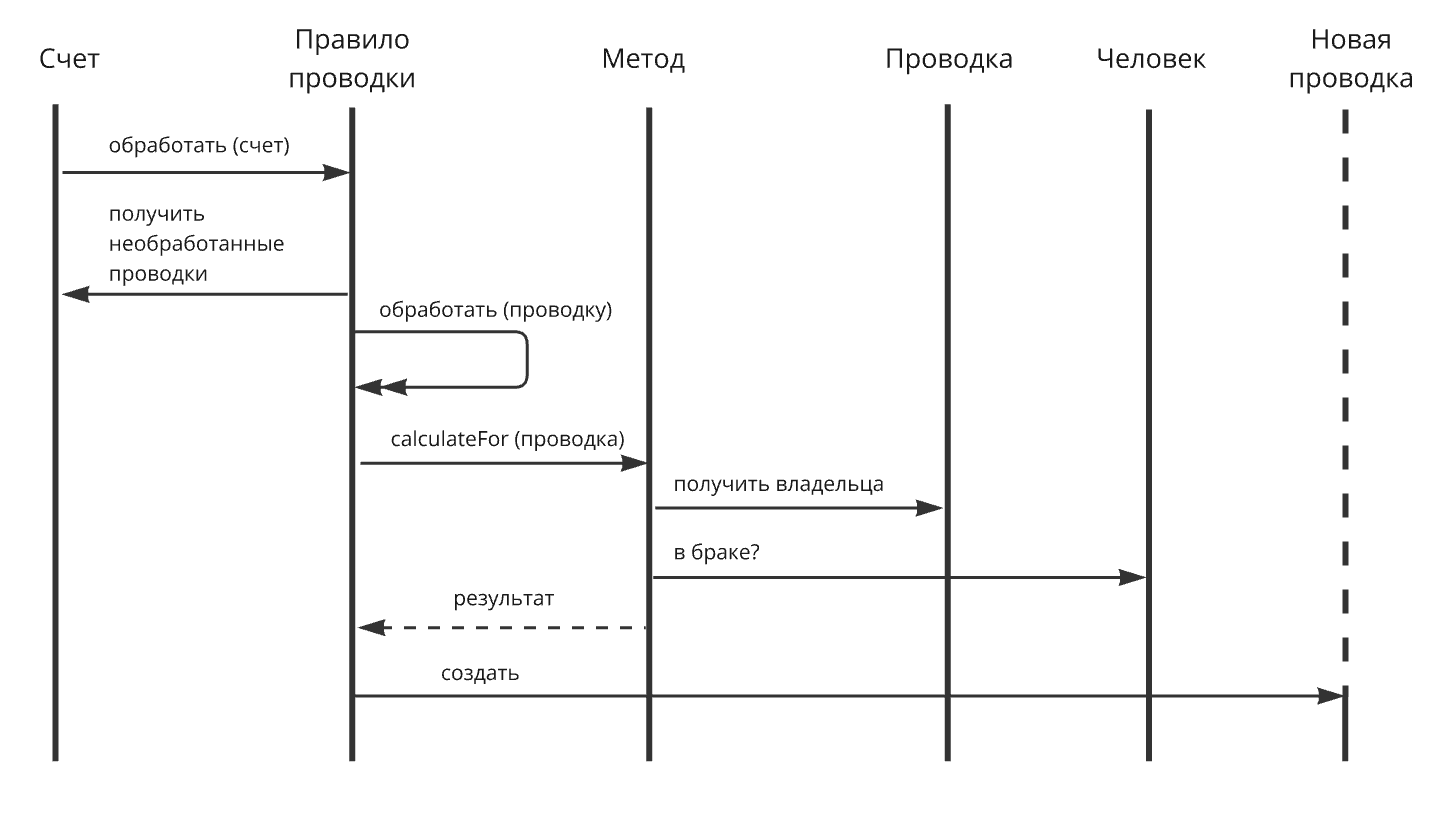 Счет
Правило
проводки
Метод
Проводка
Человек
Новая
проводка
обработать (счет)
получить
необработанные
проводки
обработать (проводку)
calculateFor (проводка)
получить владельца
в браке?
результат
создать